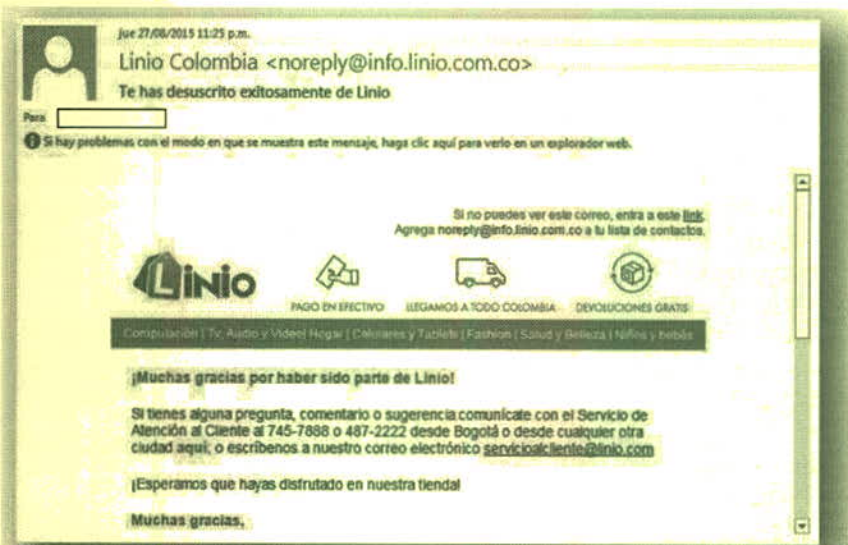 jue 27/08/2015 11:25 p.m.
Linio Colombia <noreply@info.linio.com.co>
Te has desuscrito exitosamente de Linio
Para
Si hay problemas con el modo en que se muestra este mensaje, haga clic aquí para verlo en un explorador web.
Si no puedes ver este correo, entra a este link.
Agrega noreply@info.linio.com.co a tu lista de contactos.
Linio
PAGO EN EFECTIVO LLEGAMOS A TODO COLOMBIA DEVOLUCIONES GRATIS
Computación | Tv, Audio y Video | Hogar | Celulares y Tablets | Fashion | Salud y Belleza | Niños y bebés
¡Muchas gracias por haber sido parte de Linio!
Si tienes alguna pregunta, comentario o sugerencia comunícate con el Servicio de
Atención al Cliente al 745-7888 o 487-2222 desde Bogotá o desde cualquier otra
ciudad aquí; o escríbenos a nuestro correo electrónico servicioalcliente@linio.com
¡Esperamos que hayas disfrutado en nuestra tienda!
Muchas gracias,